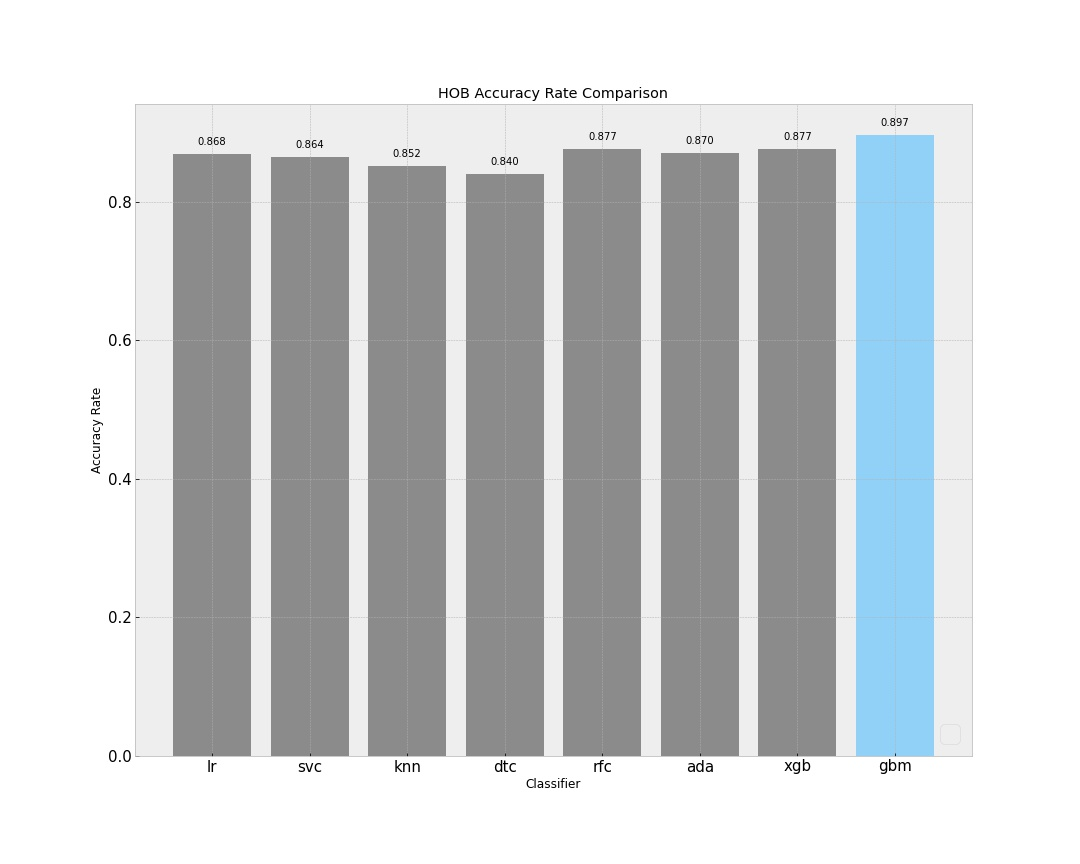 HOB Accuracy Rate Comparison
0.868 0.864 0.852 0.840 0.877 0.870 0.877 0.897
0.8
0.6
0.4
0.2
0.0
Accuracy Rate
lr svc knn dtc rfc ada xgb gbm
Classifier